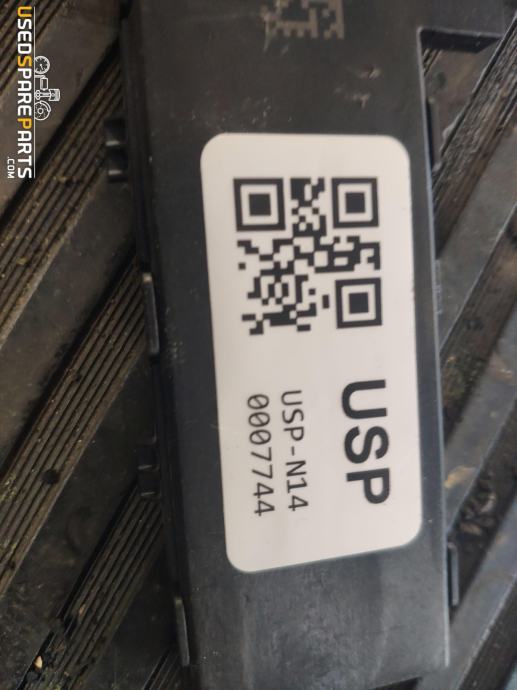 USEDSPAREPARTS
.COM
USP
USP-N14
0007744